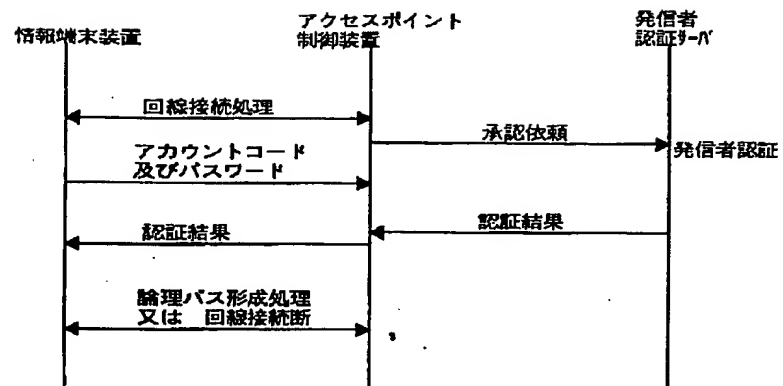 情報端末装置
アクセスポイント
制御装置
発信者
認証サーバ
回線接続処理
承認依頼
発信者認証
アカウントコード
及びパスワード
認証結果
認証結果
論理パス形成処理
又は 回線接続断